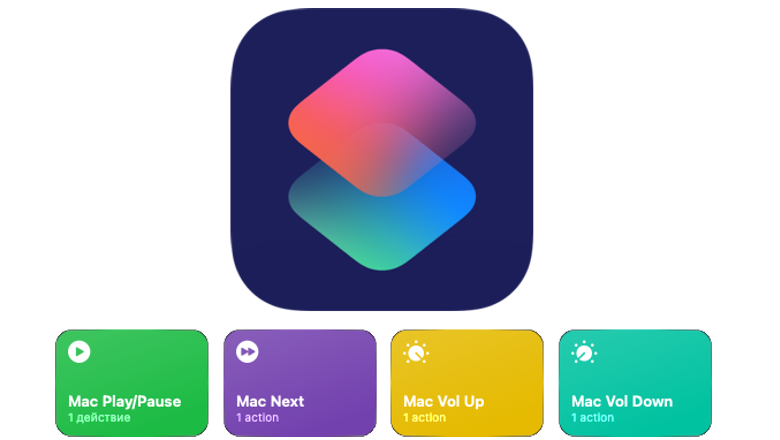 Mac Play/Pause
1 действие
Mac Next
1 action
Mac Vol Up
1 action
Mac Vol Down
1 action